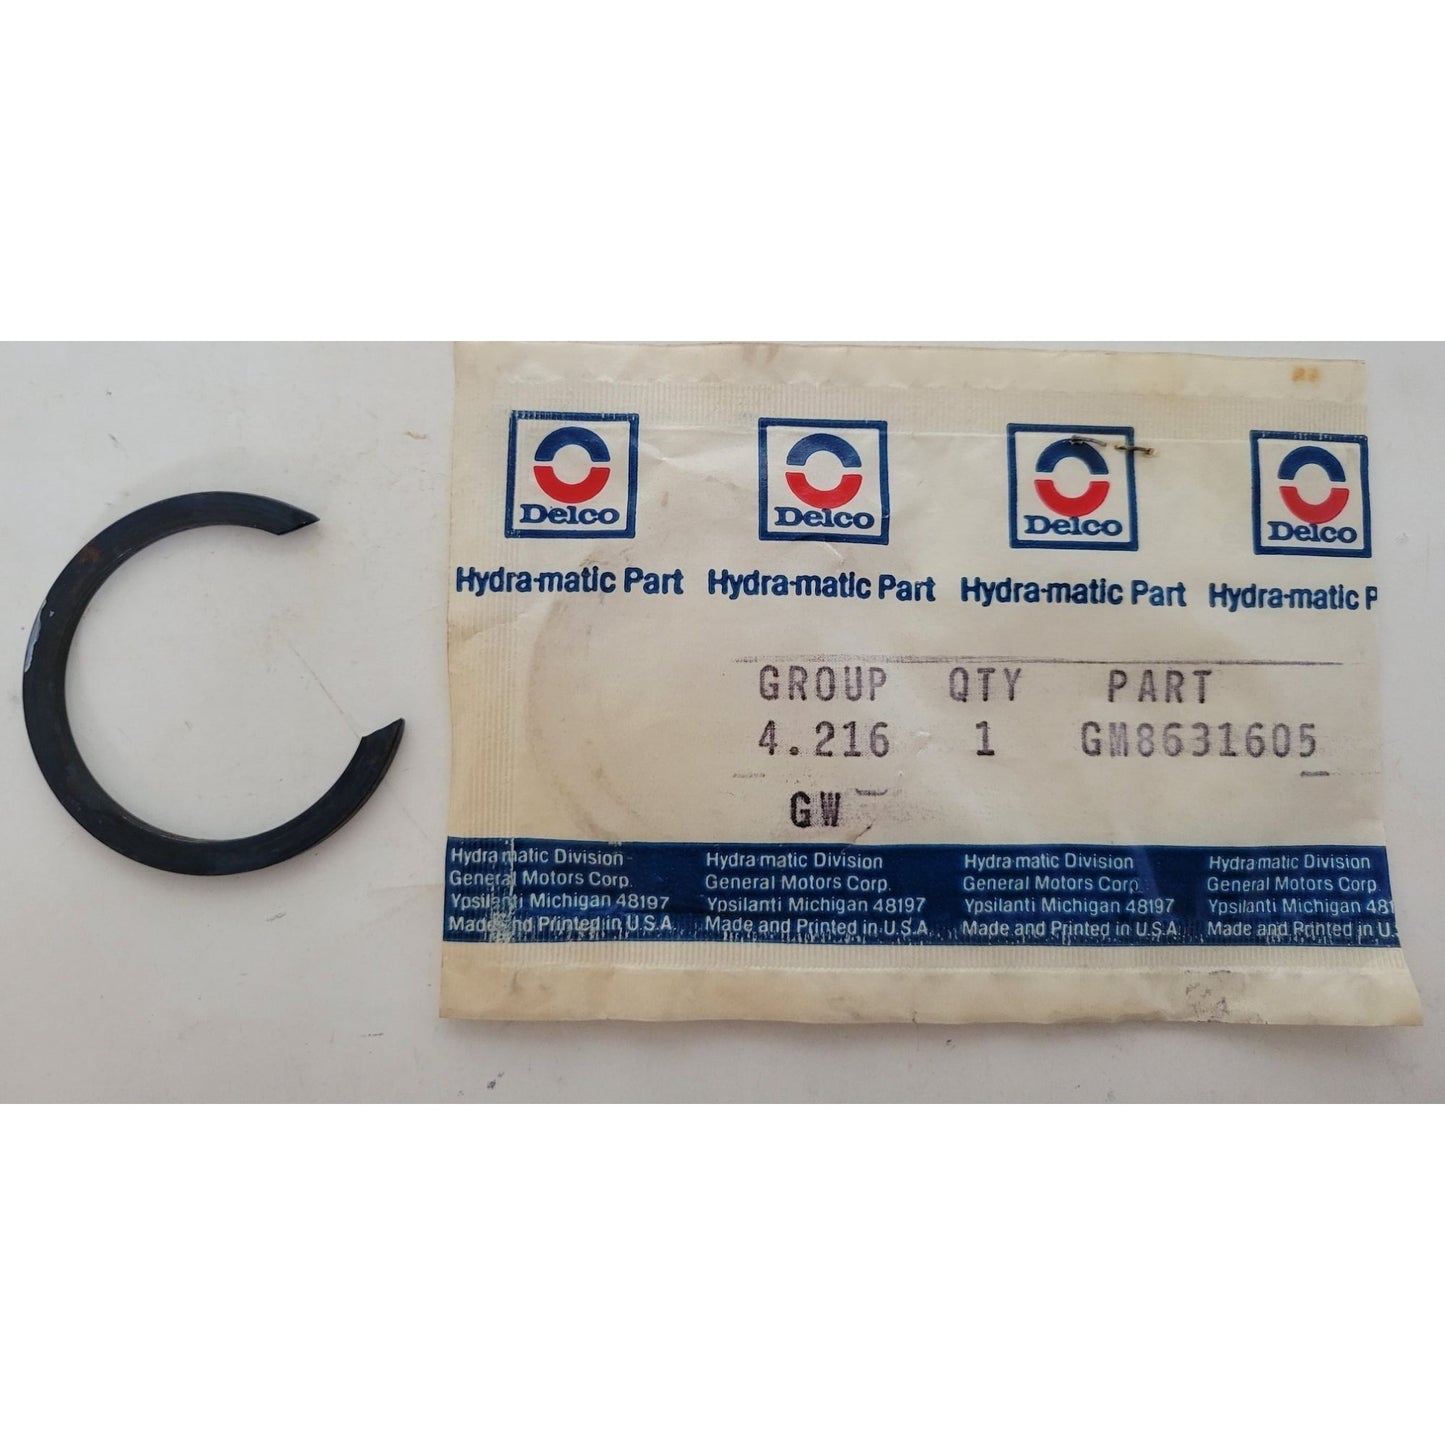 Delco Delco Delco Delco
Hydra-matic Part Hydra-matic Part Hydra-matic Part Hydra-matic P
GROUP QTY PART
4.216 1 GM8631605
GW
Hydra-matic Division Hydra-matic Division Hydra-matic Division Hydra-matic Division
General Motors Corp. General Motors Corp. General Motors Corp. General Motors Corp.
Ypsilanti Michigan 48197 Ypsilanti Michigan 48197 Ypsilanti Michigan 48197 Ypsilanti Michigan 481
Made and Printed in U.S.A. Made and Printed in U.S.A. Made and Printed in U.S.A. Made and Printed in U.S